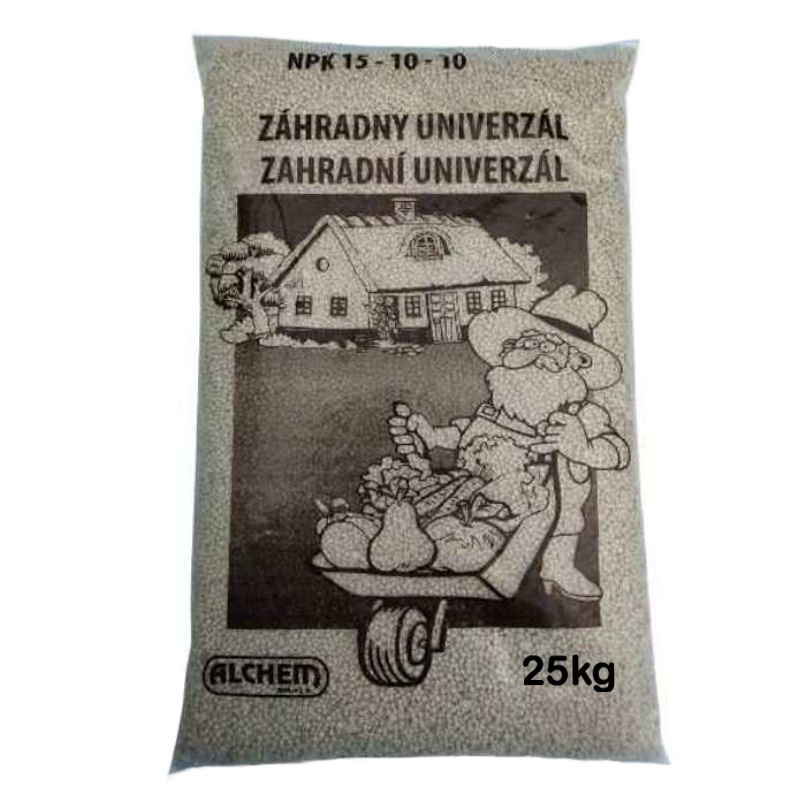 NPK 15 - 10 - 10
ZÁHRADNY UNIVERZÁL
ZAHRADNÍ UNIVERZÁL
ALCHEM
25kg